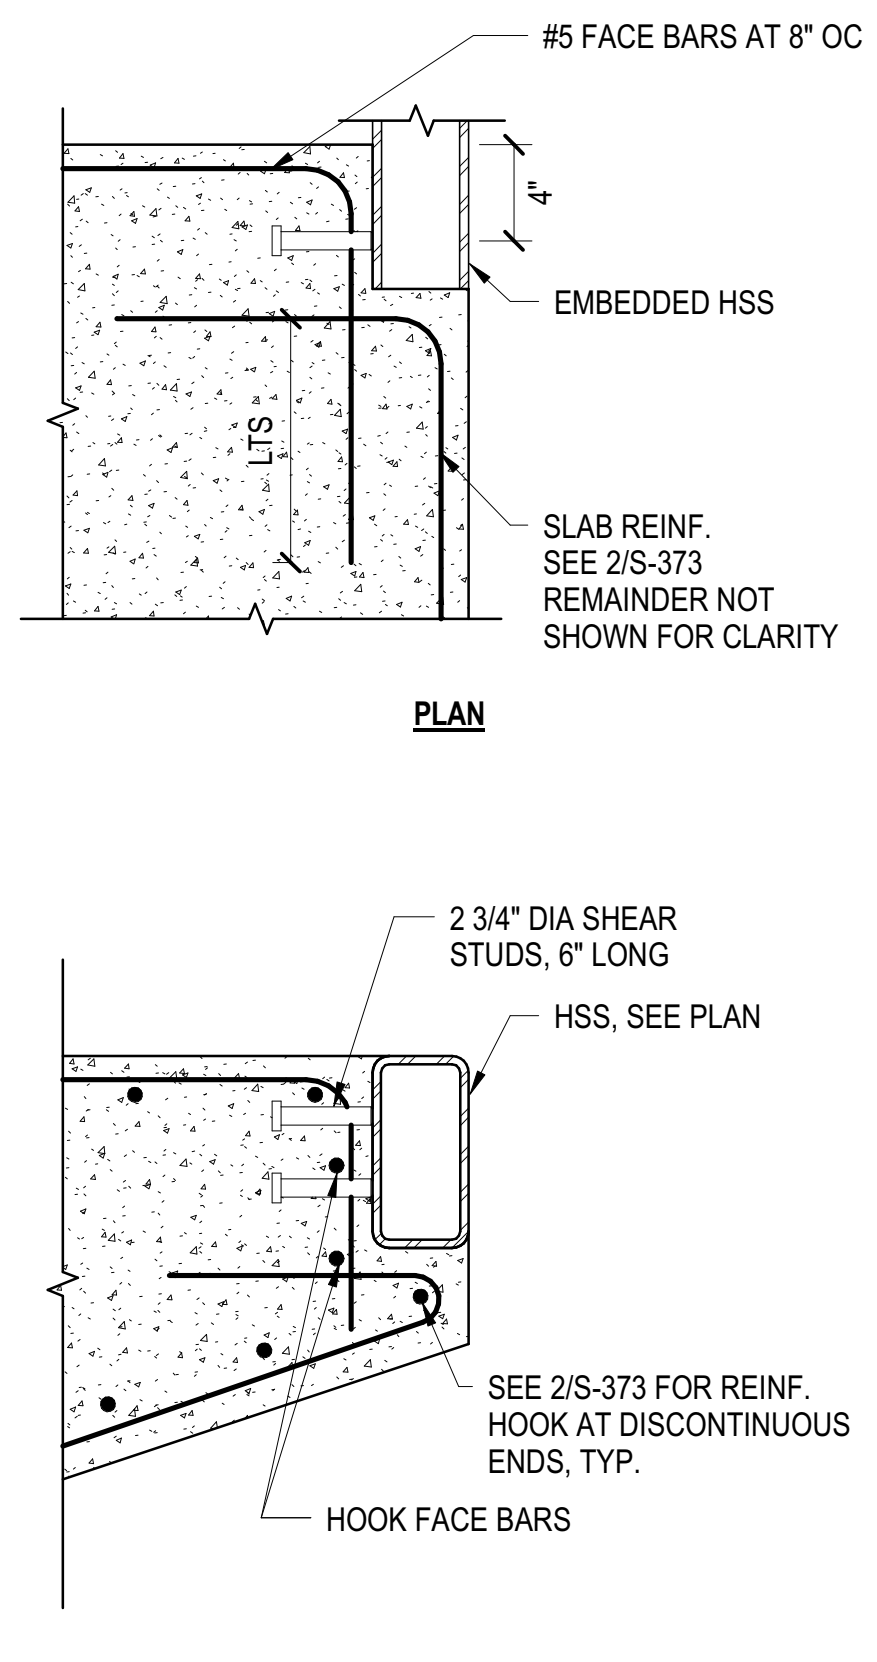 #5 FACE BARS AT 8" OC
4"
EMBEDDED HSS
LTS
SLAB REINF.
SEE 2/S-373
REMAINDER NOT
SHOWN FOR CLARITY
PLAN
2 3/4" DIA SHEAR
STUDS, 6" LONG
HSS, SEE PLAN
SEE 2/S-373 FOR REINF.
HOOK AT DISCONTINUOUS
ENDS, TYP.
HOOK FACE BARS